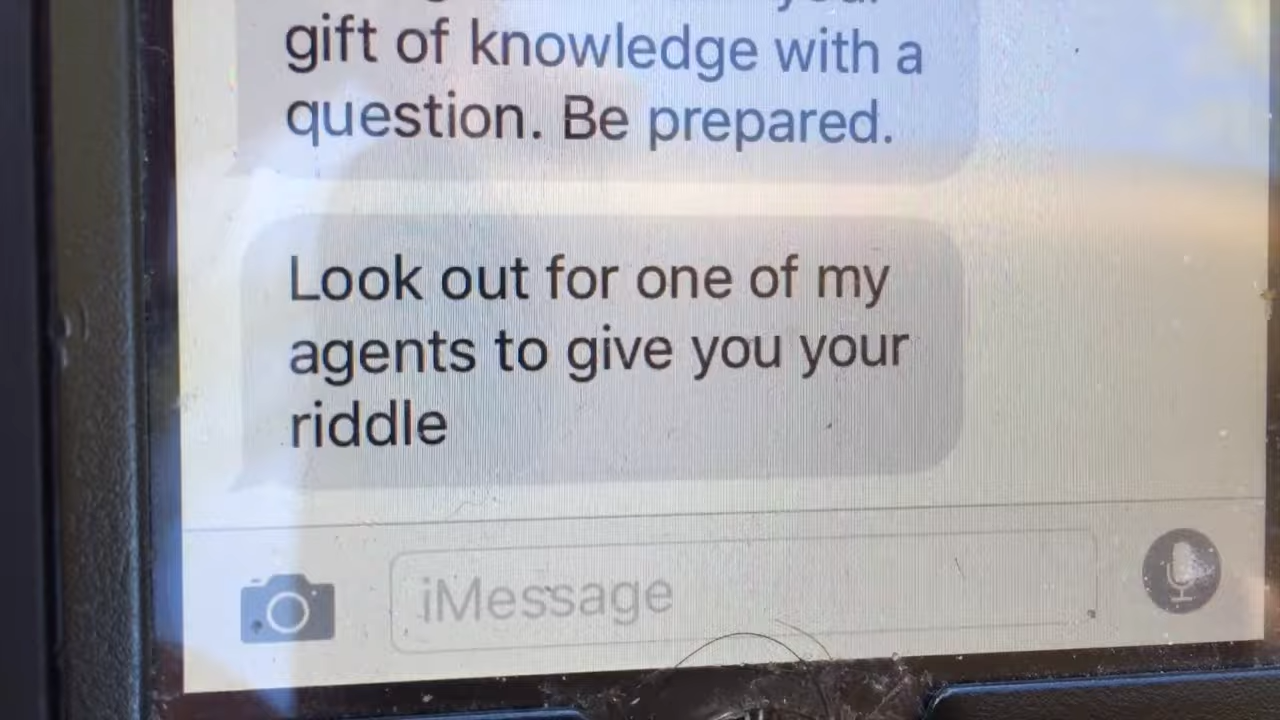 gift of knowledge with a
question. Be prepared.
Look out for one of my
agents to give you your
riddle
iMessage